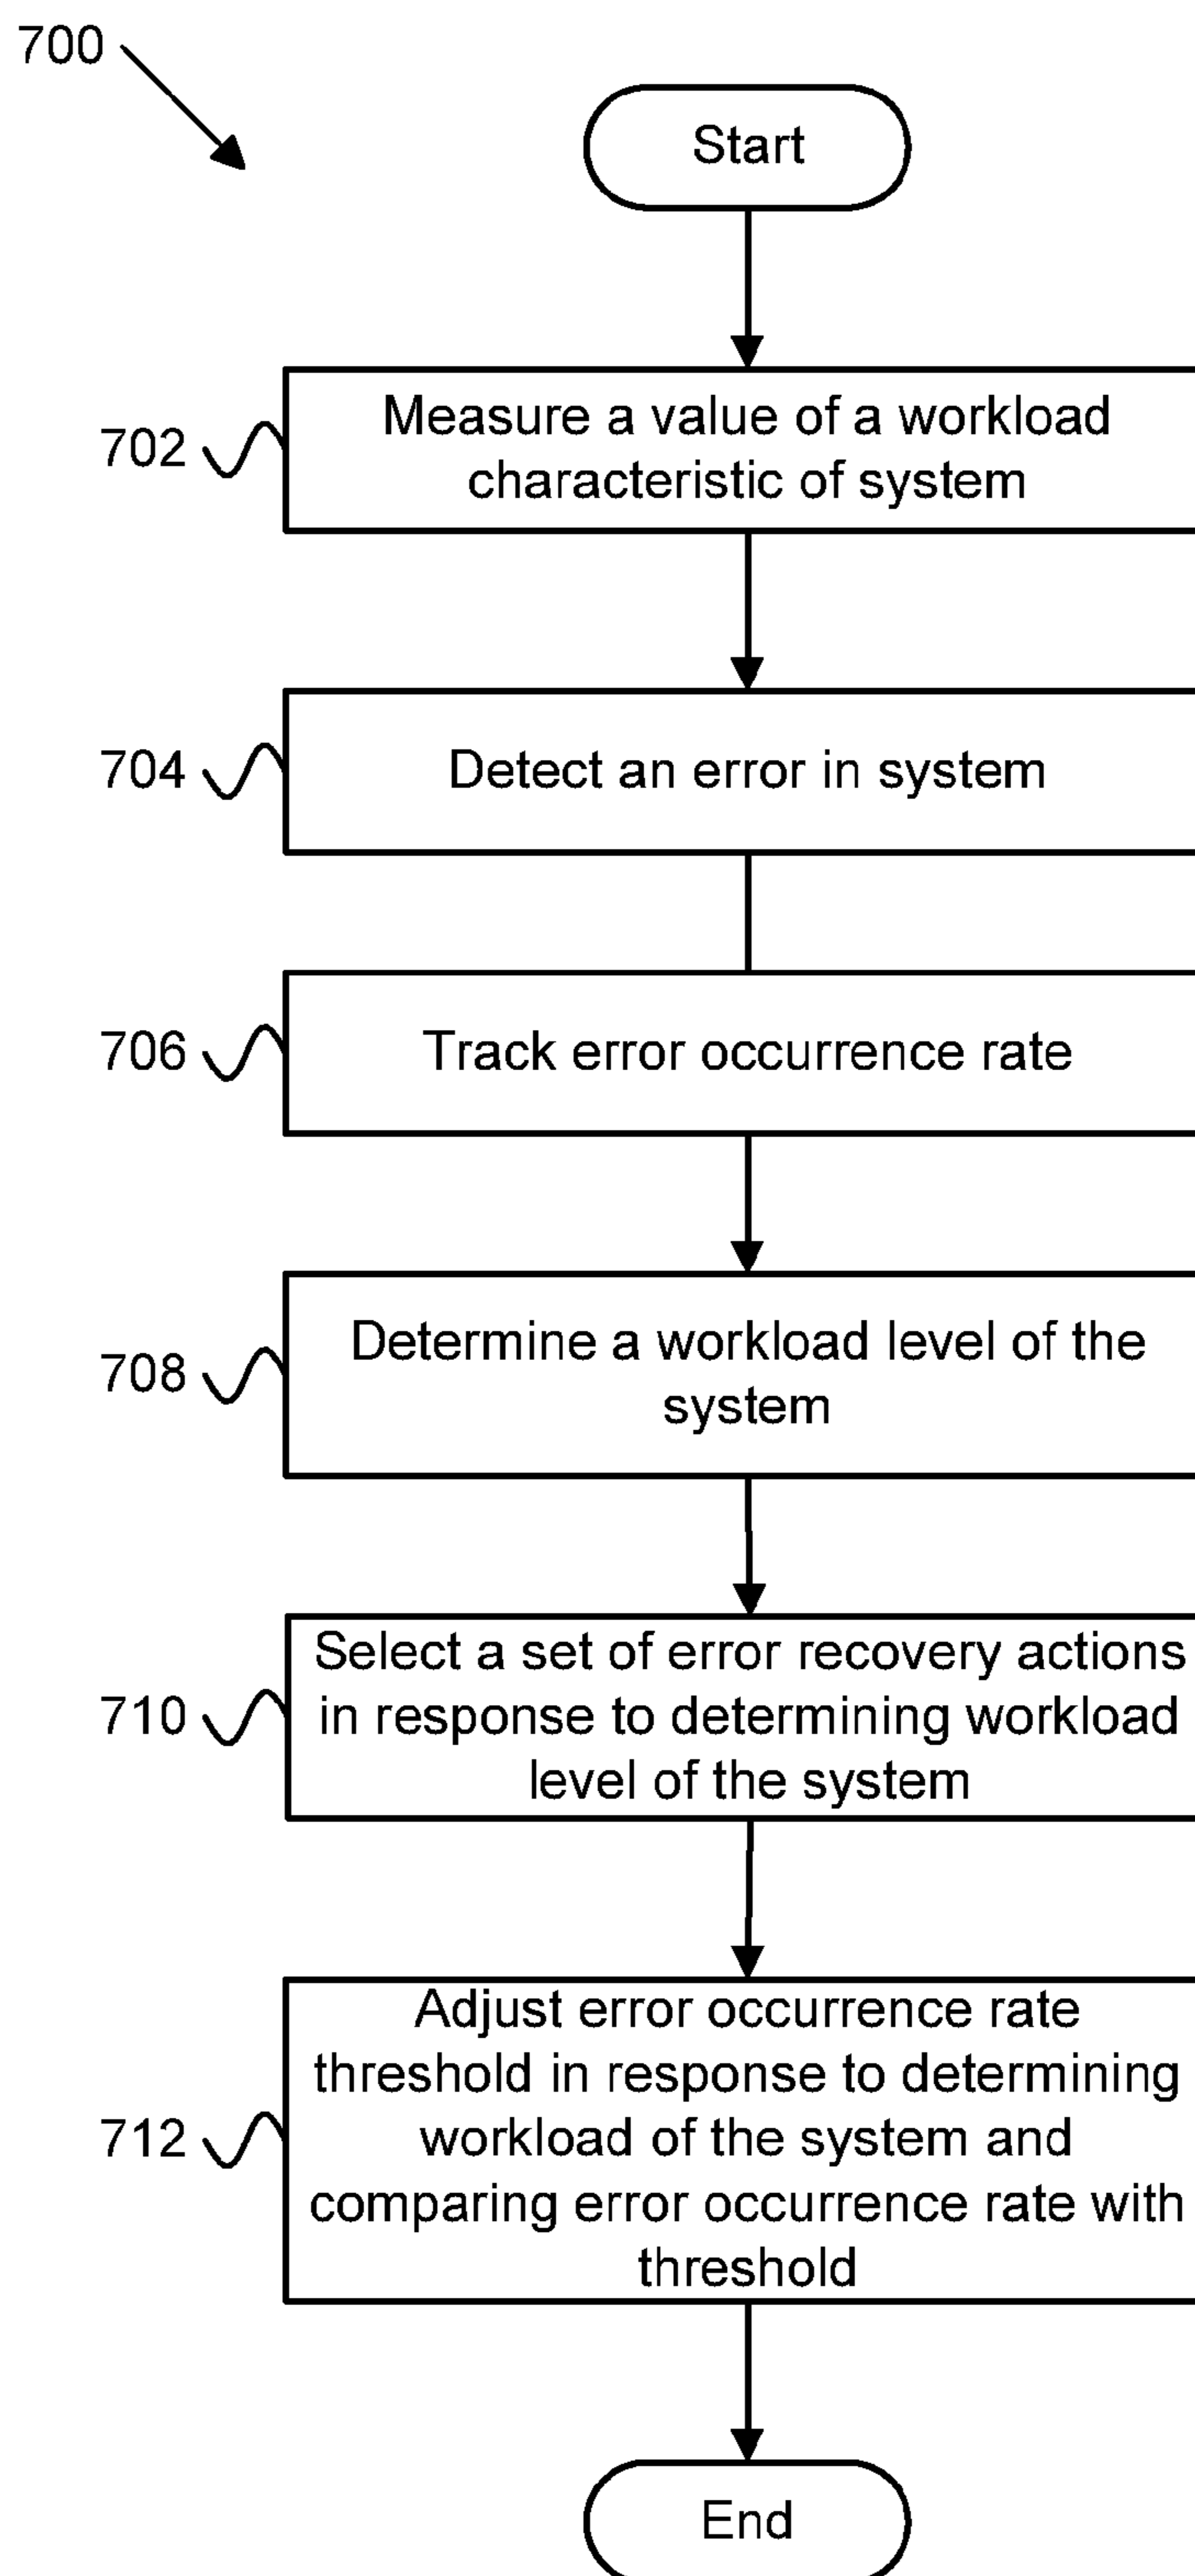 700
Start
702
Measure a value of a workload
characteristic of system
704
Detect an error in system
706
Track error occurrence rate
708
Determine a workload level of the
system
710
Select a set of error recovery actions
in response to determining workload
level of the system
712
Adjust error occurrence rate
threshold in response to determining
workload of the system and
comparing error occurrence rate with
threshold
End